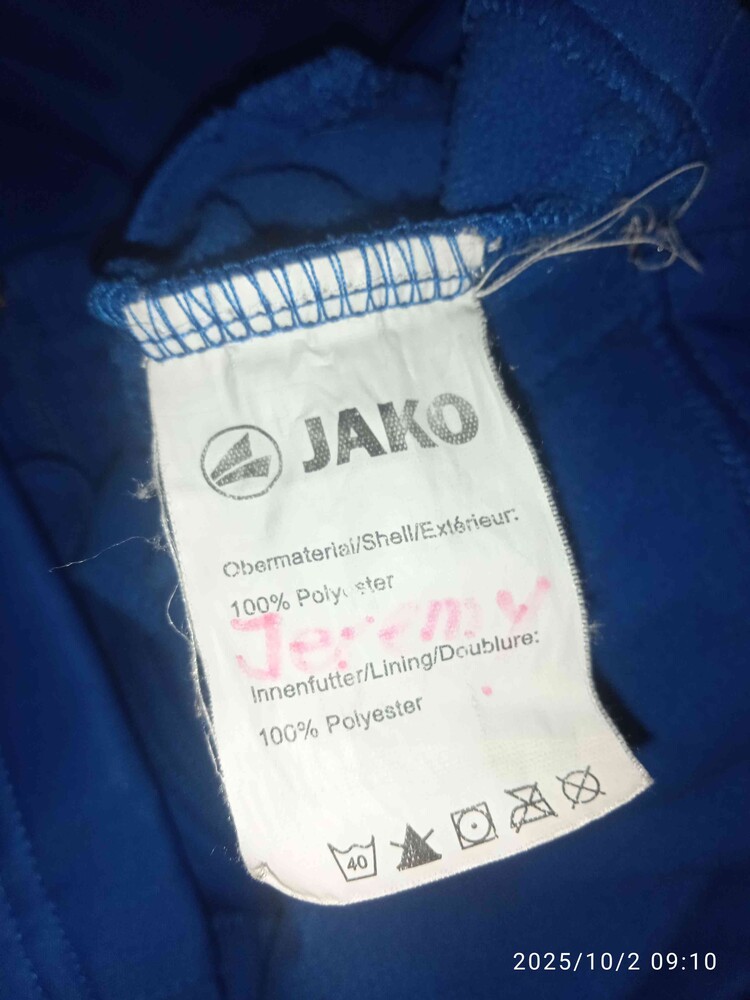 JAKO
Obermaterial/Shell/Extérieur:
100% Polyester
Jeremy
Innenfutter/Lining/Doublure:
100% Polyester
40
2025/10/2 09:10